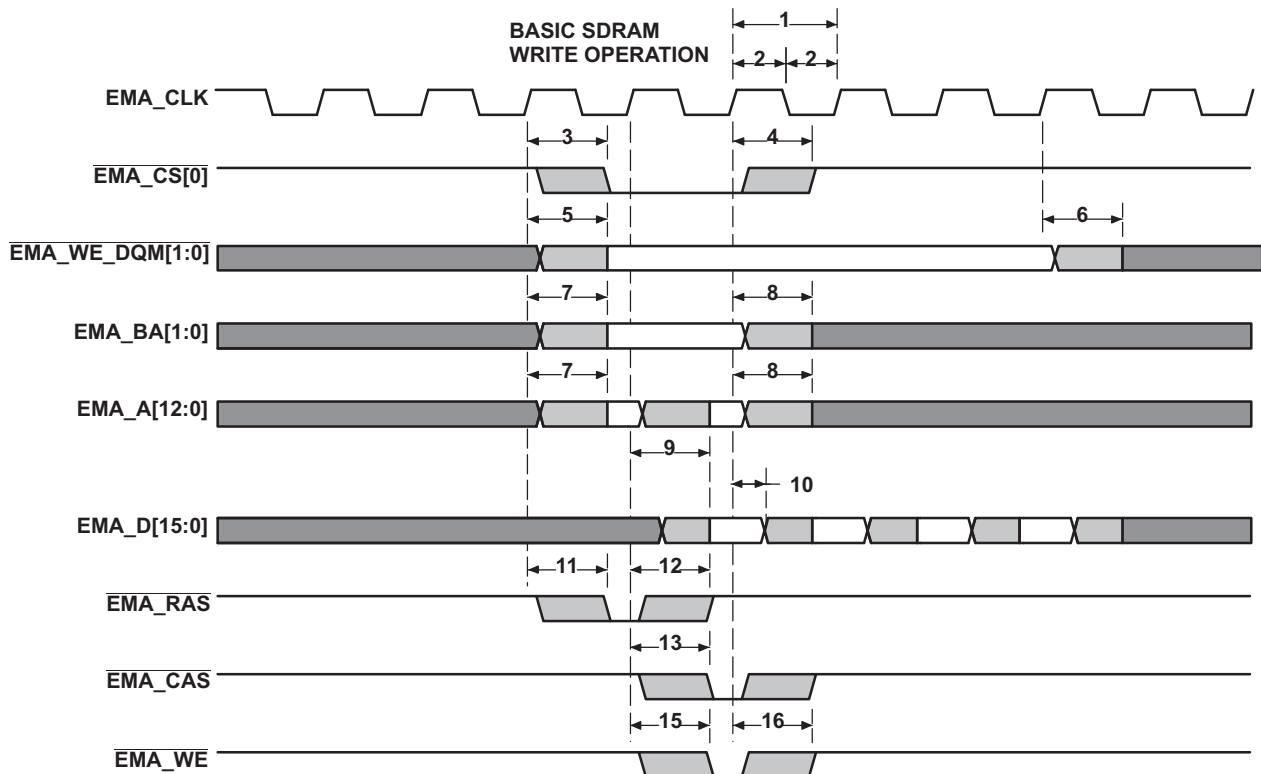 BASIC SDRAM
WRITE OPERATION
1
2 2
EMA_CLK
3 4
EMA_CS[0]
5 6
EMA_WE_DQM[1:0]
7 8
EMA_BA[1:0]
7 8
EMA_A[12:0]
9
10
EMA_D[15:0]
11 12
EMA_RAS
13
EMA_CAS
15 16
EMA_WE